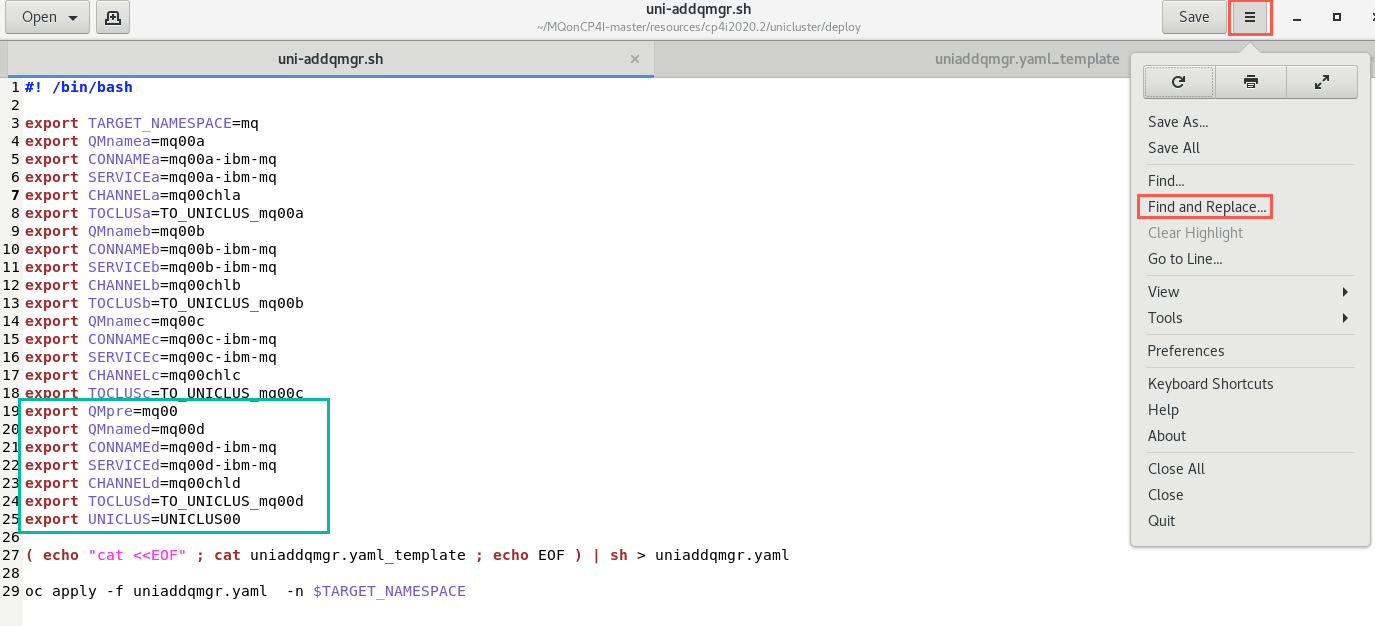 Open
uni-addqmgr.sh
~/MQonCP4I-master/resources/cp4i2020.2/unicluster/deploy
Save
uni-addqmgr.sh
uniaddqmgr.yaml_template
1 #! /bin/bash
2
3 export TARGET_NAMESPACE=mq
4 export QMnamea=mq00a
5 export CONNAMEa=mq00a-ibm-mq
6 export SERVICEa=mq00a-ibm-mq
7 export CHANNELa=mq00chla
8 export TOCLUSa=TO_UNICLUS_mq00a
9 export QMnameb=mq00b
10 export CONNAMEb=mq00b-ibm-mq
11 export SERVICEb=mq00b-ibm-mq
12 export CHANNELb=mq00chlb
13 export TOCLUSb=TO_UNICLUS_mq00b
14 export QMnamec=mq00c
15 export CONNAMEc=mq00c-ibm-mq
16 export SERVICEc=mq00c-ibm-mq
17 export CHANNELc=mq00chlc
18 export TOCLUSc=TO_UNICLUS_mq00c
19 export QMpre=mq00
20 export QMnamed=mq00d
21 export CONNAMEd=mq00d-ibm-mq
22 export SERVICEd=mq00d-ibm-mq
23 export CHANNELd=mq00chld
24 export TOCLUSd=TO_UNICLUS_mq00d
25 export UNICLUS=UNICLUS00
26
27 ( echo "cat <<EOF" ; cat uniaddqmgr.yaml_template ; echo EOF ) | sh > uniaddqmgr.yaml
28
29 oc apply -f uniaddqmgr.yaml  -n $TARGET_NAMESPACE
Save As...
Save All
Find...
Find and Replace...
Clear Highlight
Go to Line...
View
Tools
Preferences
Keyboard Shortcuts
Help
About
Close All
Close
Quit